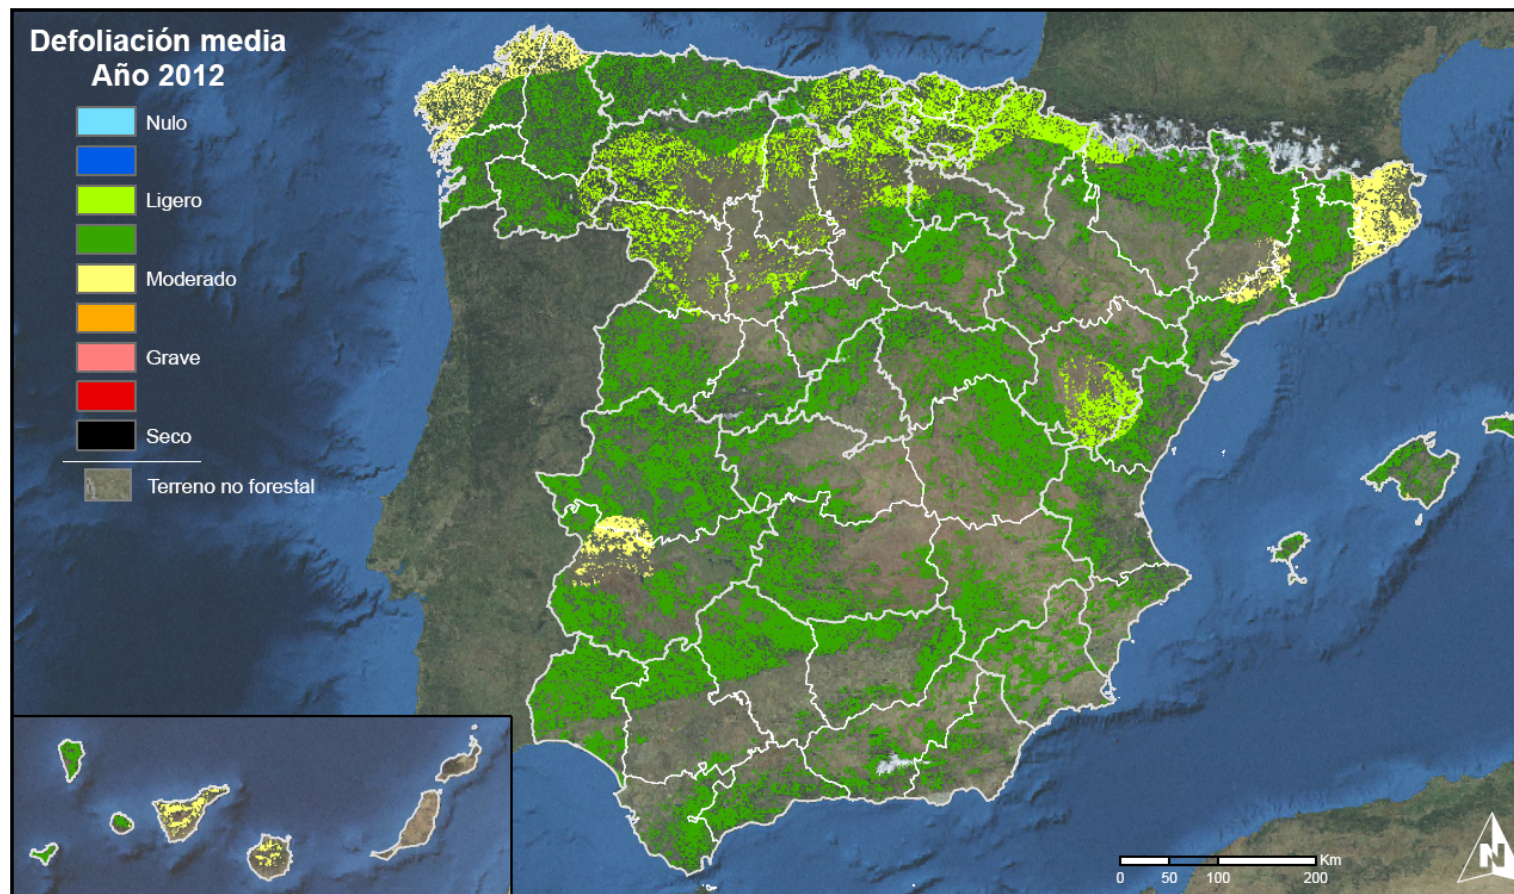 Defoliación media
Año 2012
Nulo
Ligero
Moderado
Grave
Seco
Terreno no forestal
N
Km
0 50 100 200